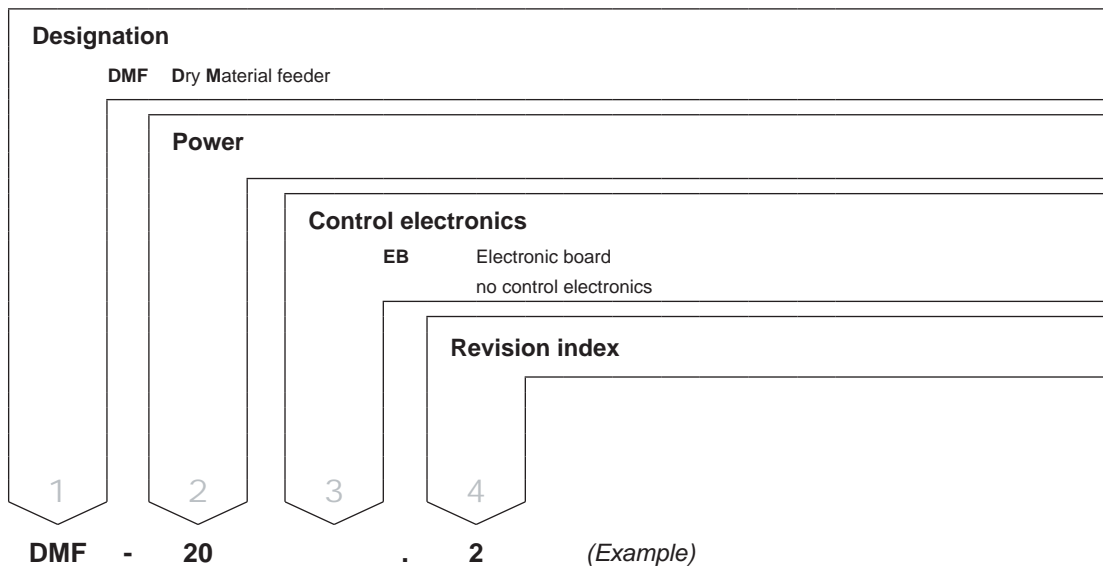 Designation
DMF Dry Material feeder
Power
Control electronics
EB Electronic board
no control electronics
Revision index
1 2 3 4
DMF - 20 . 2 (Example)